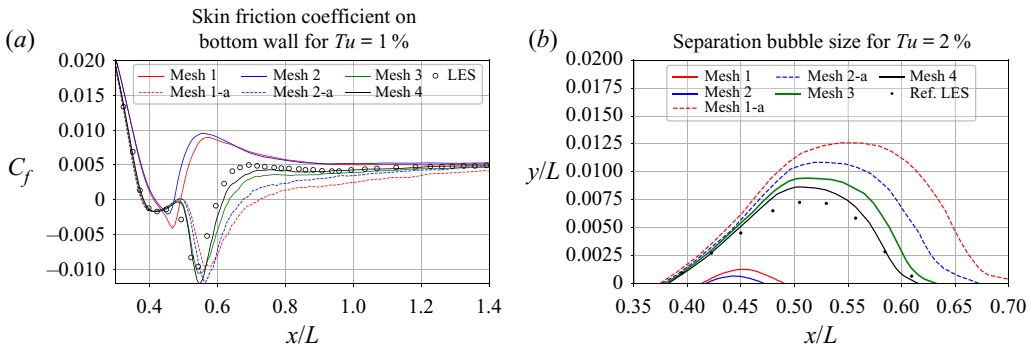 Skin friction coefficient on
bottom wall for Tu = 1 %
(a)
0.020
0.015
0.010
0.005
0
−0.005
−0.010
C_f
Mesh 1
Mesh 1-a
Mesh 2
Mesh 2-a
Mesh 3
Mesh 4
LES
0.4 0.6 0.8 1.0 1.2 1.4
x/L
Separation bubble size for Tu = 2 %
(b)
0.0200
0.0175
0.0150
0.0125
0.0100
0.0075
0.0050
0.0025
0
y/L
Mesh 1
Mesh 2
Mesh 1-a
Mesh 2-a
Mesh 3
Mesh 4
Ref. LES
0.35 0.40 0.45 0.50 0.55 0.60 0.65 0.70
x/L